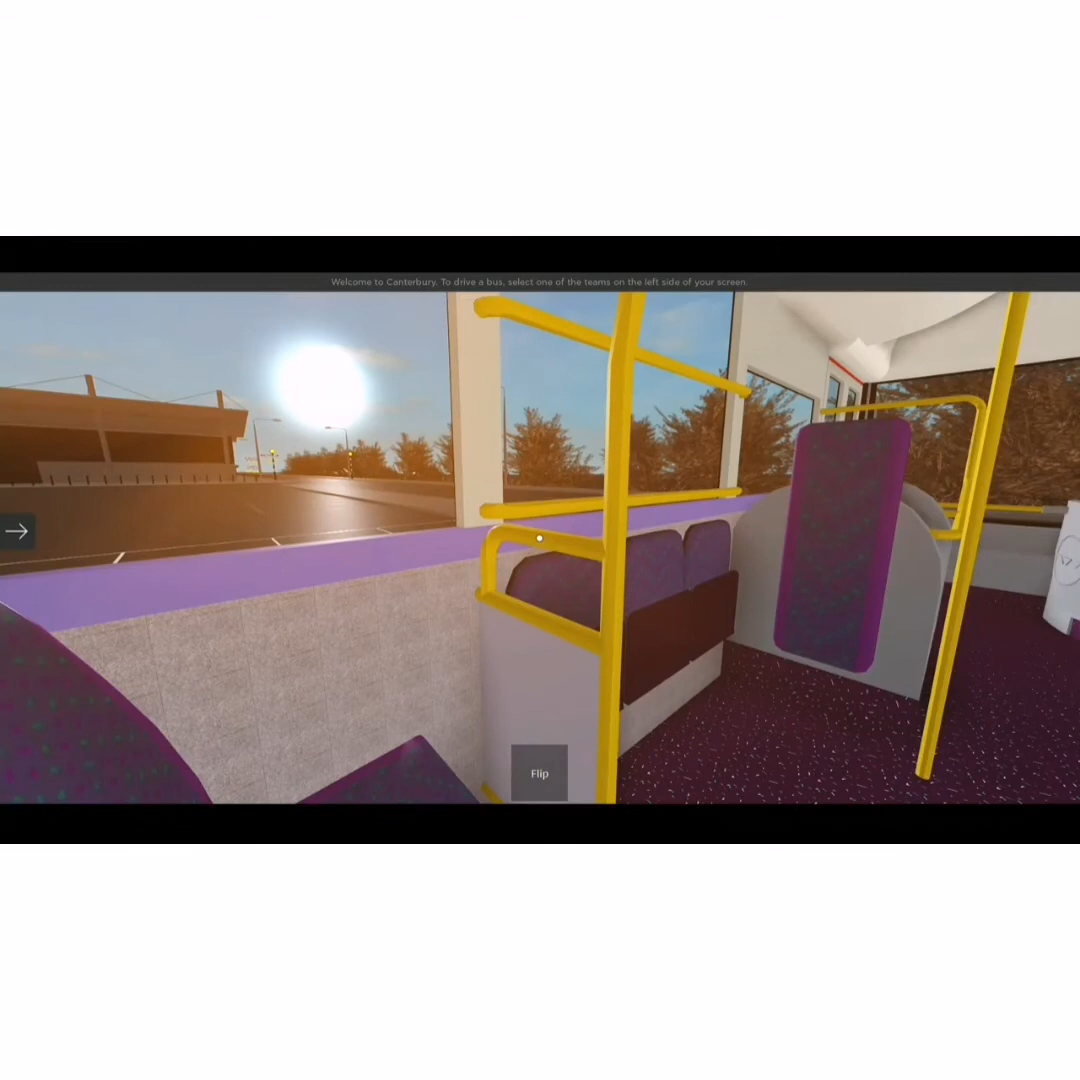 Welcome to Canterbury. To drive a bus, select one of the teams on the left side of your screen.
Flip